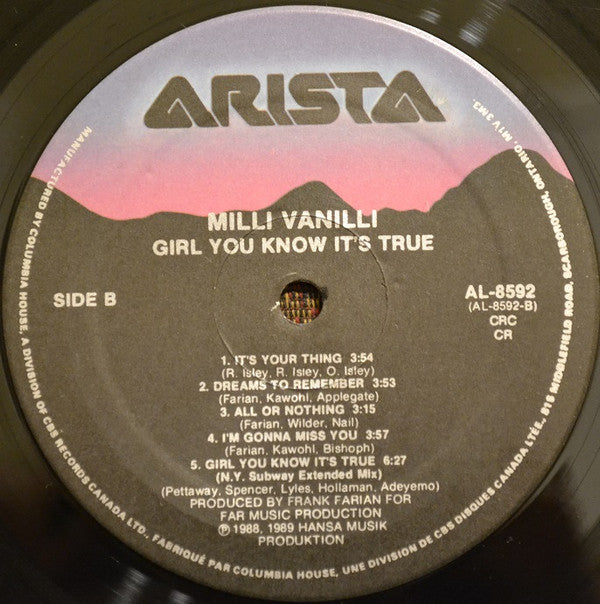 ARISTA
MILLI VANILLI
GIRL YOU KNOW IT'S TRUE
SIDE B
AL-8592
(AL-8592-B)
CRC
CR
1. IT'S YOUR THING 3:54
(R. Isley, R. Isley, O. Isley)
2. DREAMS TO REMEMBER 3:53
(Farian, Kawohl, Applegate)
3. ALL OR NOTHING 3:15
(Farian, Wilder, Nail)
4. I'M GONNA MISS YOU 3:57
(Farian, Kawohl, Bishoph)
5. GIRL YOU KNOW IT'S TRUE 6:27
(N.Y. Subway Extended Mix)
(Pettaway, Spencer, Lyles, Hollaman, Adeyemo)
PRODUCED BY FRANK FARIAN FOR
FAR MUSIC PRODUCTION
℗ 1988, 1989 HANSA MUSIK
PRODUKTION
MANUFACTURED BY COLUMBIA HOUSE, A DIVISION OF CBS RECORDS CANADA LTD., FABRIQUÉ PAR COLUMBIA HOUSE, UNE DIVISION DE CBS DISQUES CANADA LTÉE., 815 MIDDLEFIELD ROAD, SCARBOROUGH, ONTARIO, M1V 3M3.